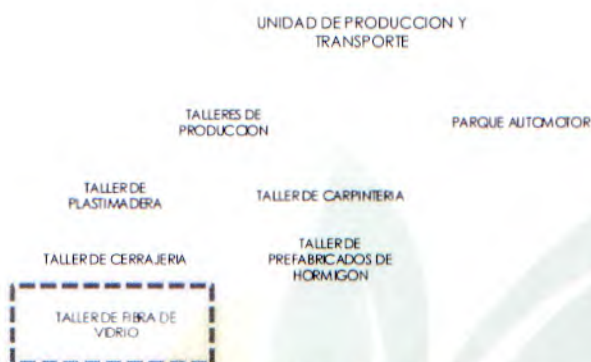 UNIDAD DE PRODUCCION Y
TRANSPORTE
TALLERES DE
PRODUCCION
PARQUE AUTOMOTOR
TALLER DE
PLASTIMADERA
TALLER DE CARPINTERIA
TALLER DE CERRAJERIA
TALLER DE
PREFABRICADOS DE
HORMIGON
TALLER DE FIBRA DE
VIDRIO